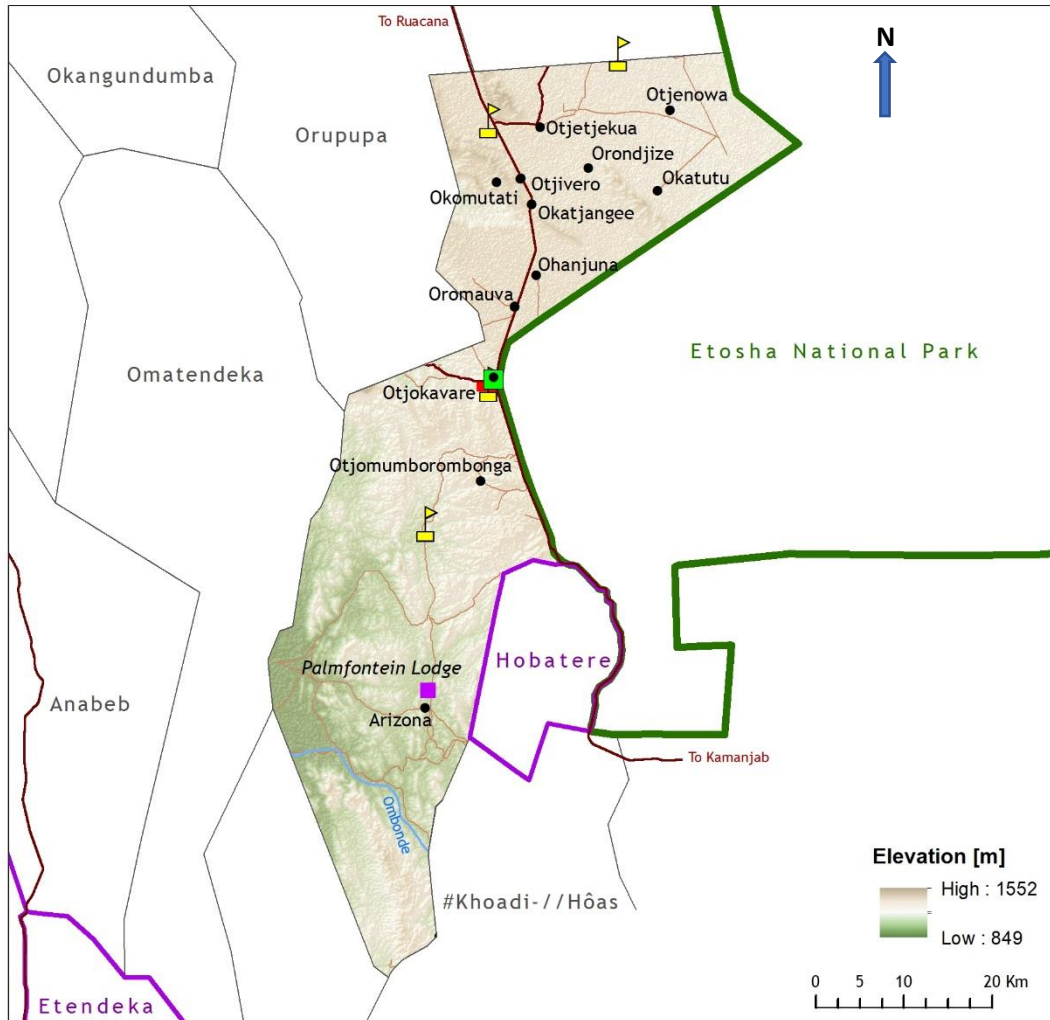 To Ruacana
N
Okangundumba
Otjenowa
Orupupa
Otjetjekua
Orondjize
Otjivero
Okatutu
Okomutati
Okatjangee
Ohanjuna
Oromauva
Etosha National Park
Omatendeka
Otjokavare
Otjomumborombonga
Hobatere
Palmfontein Lodge
Anabeb
Arizona
To Kamanjab
Ombonde
Elevation [m]
High : 1552
Low : 849
#Khoadi-//Hôas
0 5 10 20 Km
Etendeka